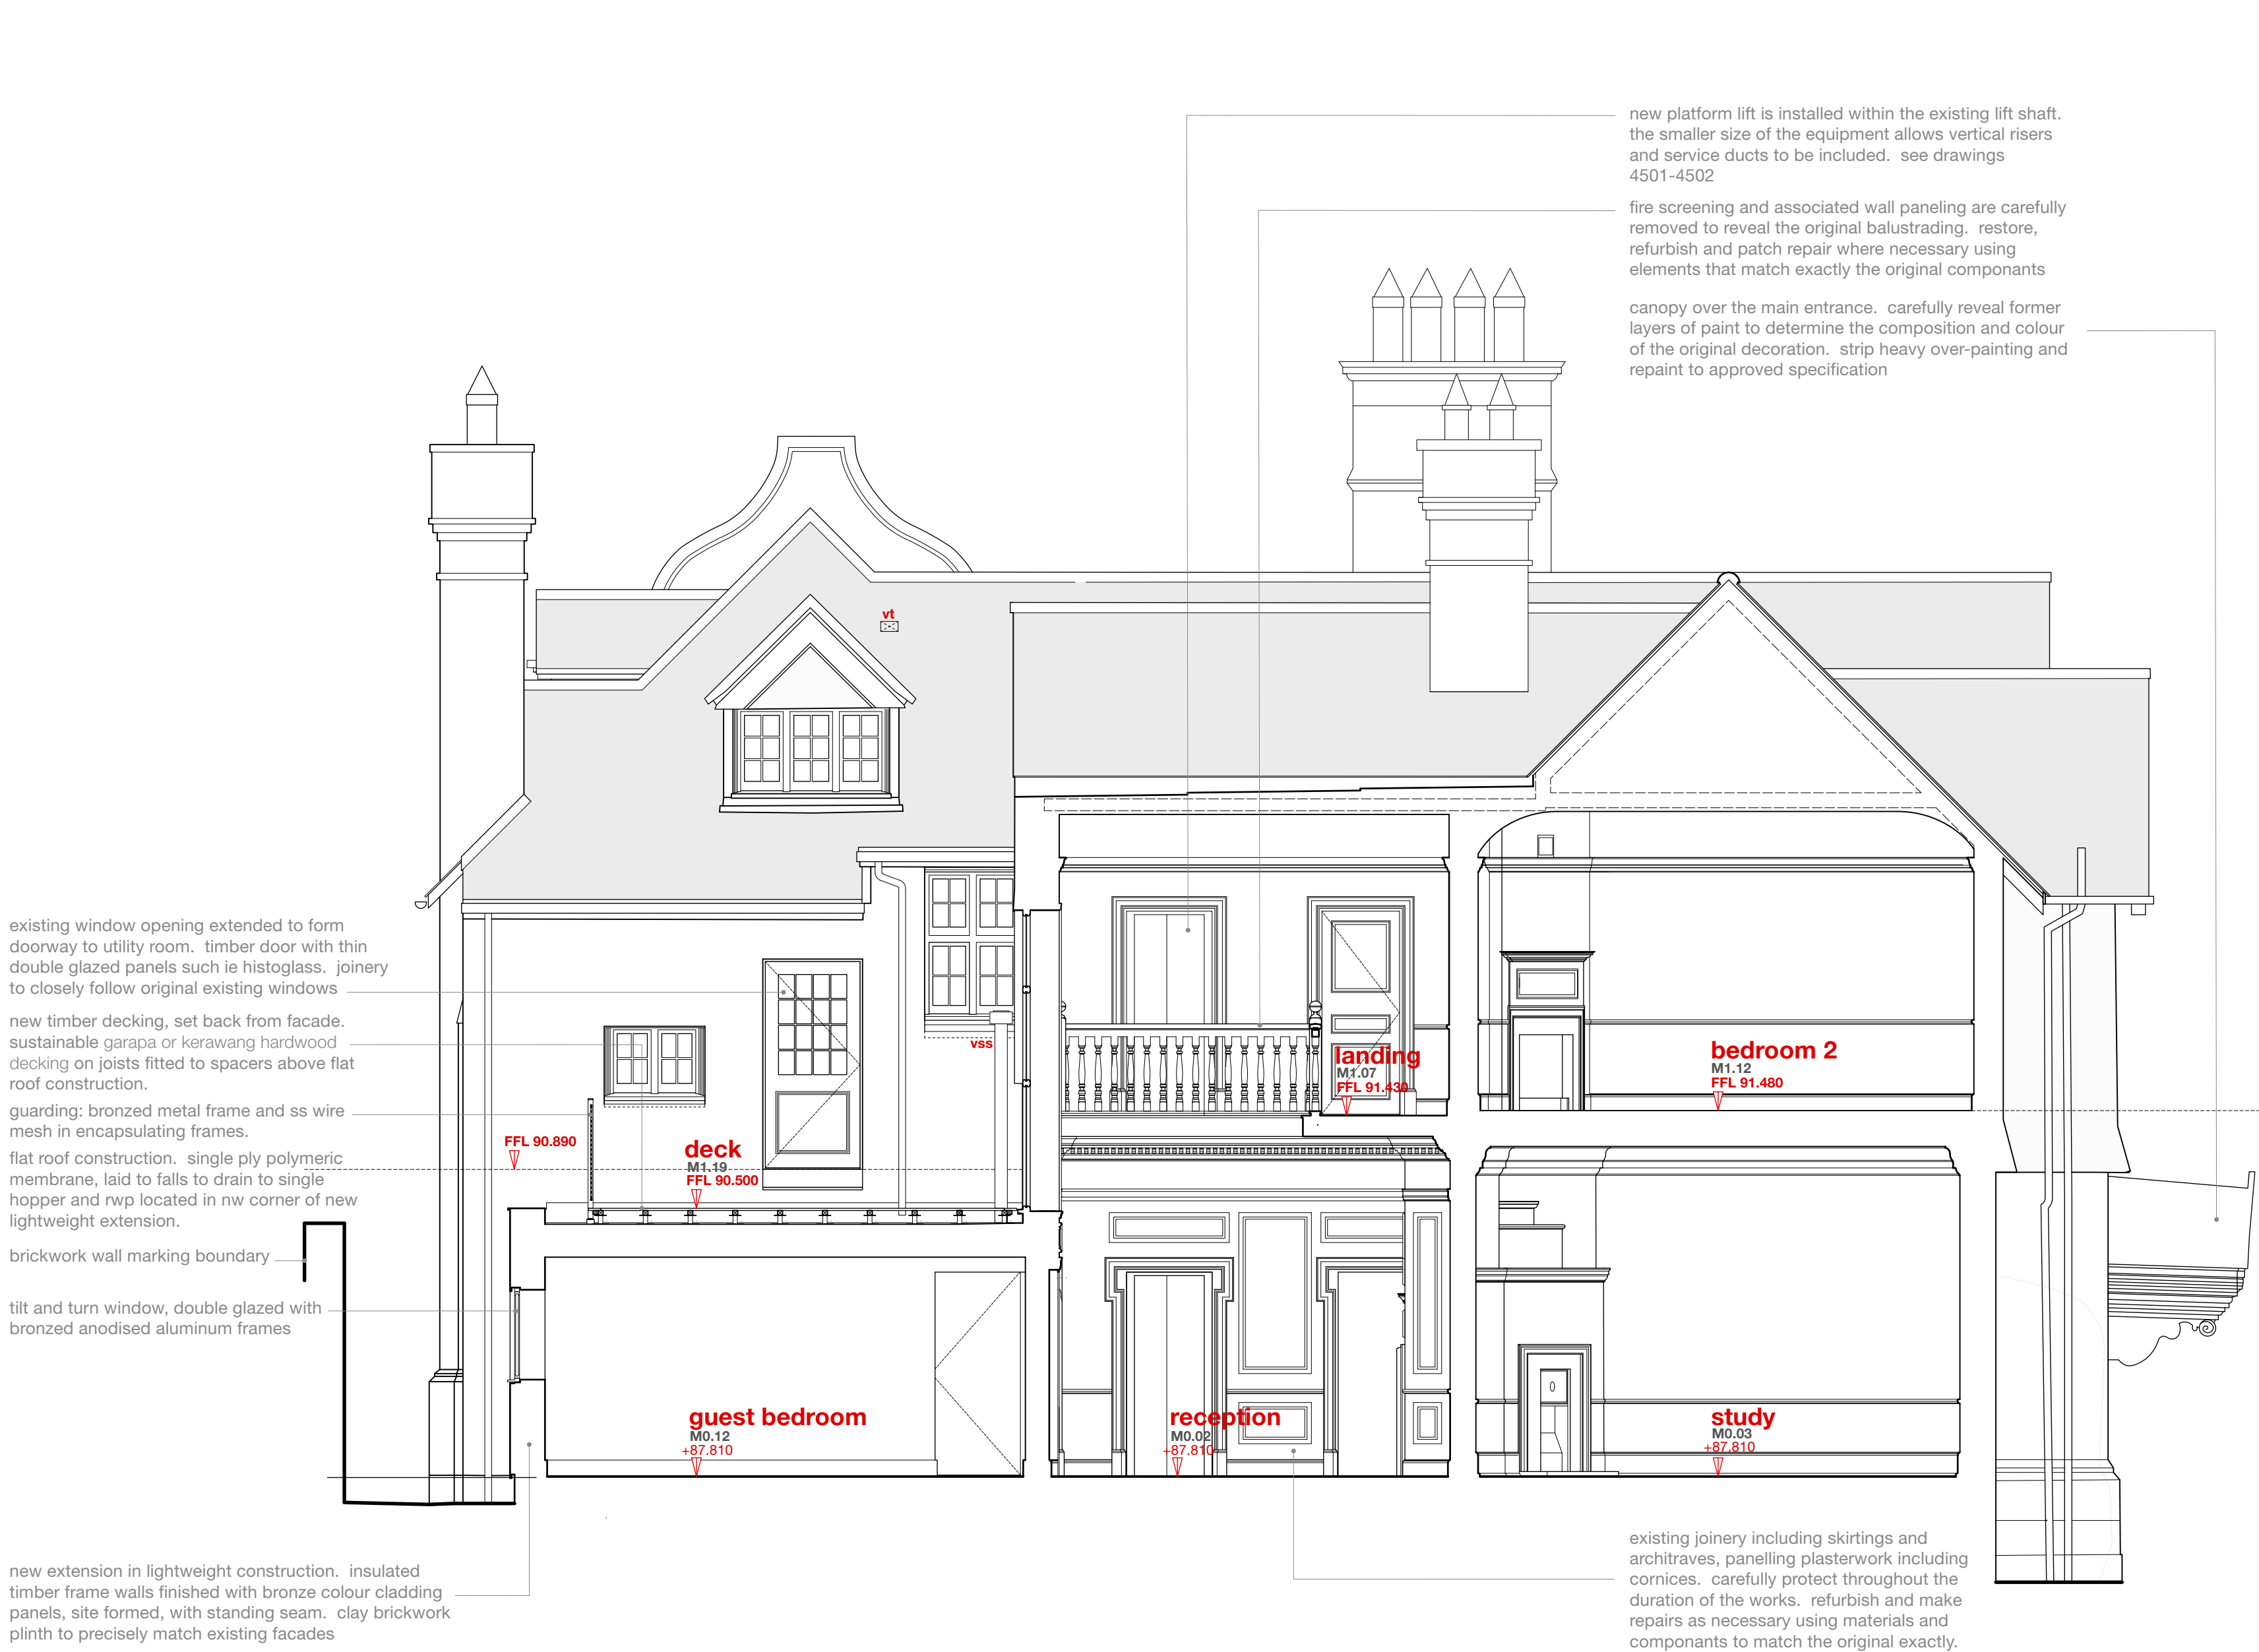 new platform lift is installed within the existing lift shaft.
the smaller size of the equipment allows vertical risers
and service ducts to be included.  see drawings
4501-4502
fire screening and associated wall paneling are carefully
removed to reveal the original balustrading.  restore,
refurbish and patch repair where necessary using
elements that match exactly the original componants
canopy over the main entrance.  carefully reveal former
layers of paint to determine the composition and colour
of the original decoration.  strip heavy over-painting and
repaint to approved specification
vt
existing window opening extended to form
doorway to utility room.  timber door with thin
double glazed panels such ie histoglass.  joinery
to closely follow original existing windows
new timber decking, set back from facade.
sustainable garapa or kerawang hardwood
decking on joists fitted to spacers above flat
roof construction.
guarding: bronzed metal frame and ss wire
mesh in encapsulating frames.
flat roof construction.  single ply polymeric
membrane, laid to falls to drain to single
hopper and rwp located in nw corner of new
lightweight extension.
brickwork wall marking boundary
tilt and turn window, double glazed with
bronzed anodised aluminum frames
vss
FFL 90.890
deck
M1.19
FFL 90.500
landing
M1.07
FFL 91.430
bedroom 2
M1.12
FFL 91.480
guest bedroom
M0.12
+87.810
reception
M0.02
+87.810
study
M0.03
+87.810
new extension in lightweight construction.  insulated
timber frame walls finished with bronze colour cladding
panels, site formed, with standing seam.  clay brickwork
plinth to precisely match existing facades
existing joinery including skirtings and
architraves, panelling plasterwork including
cornices.  carefully protect throughout the
duration of the works.  refurbish and make
repairs as necessary using materials and
componants to match the original exactly.